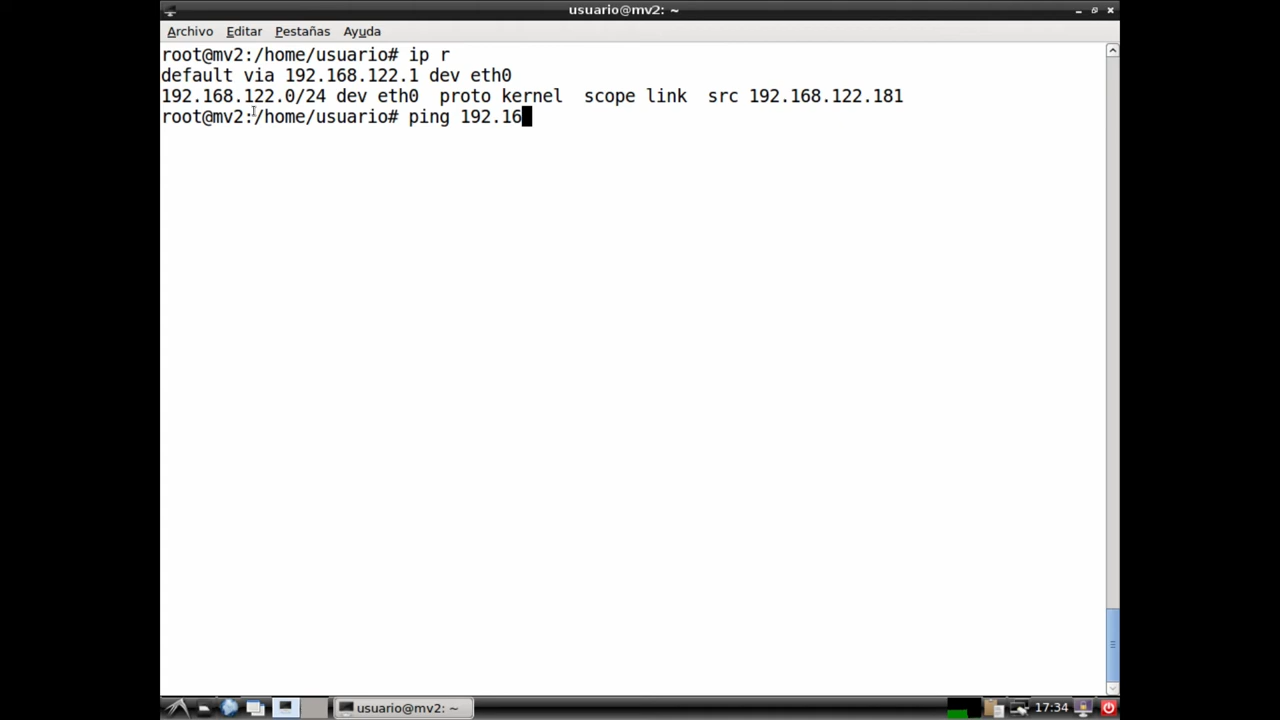 usuario@mv2: ~
Archivo Editar Pestañas Ayuda
root@mv2:/home/usuario# ip r
default via 192.168.122.1 dev eth0
192.168.122.0/24 dev eth0  proto kernel  scope link  src 192.168.122.181
root@mv2:/home/usuario# ping 192.16
usuario@mv2: ~
17:34